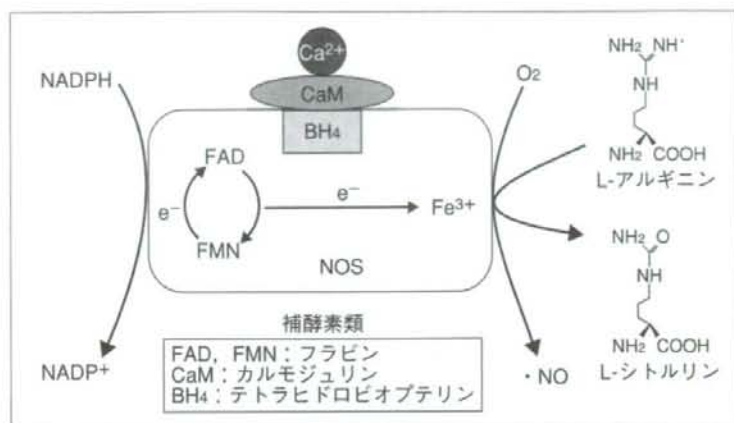 NADPH
Ca2+
CaM
BH4
FAD
e−
FMN
e−
Fe3+
NOS
O2
NH2 NH·
NH
NH2 COOH
L-アルギニン
NH2 O
NH
NH2 COOH
L-シトルリン
NADP+
·NO
補酵素類
FAD, FMN：フラビン
CaM：カルモジュリン
BH4：テトラヒドロビオプテリン